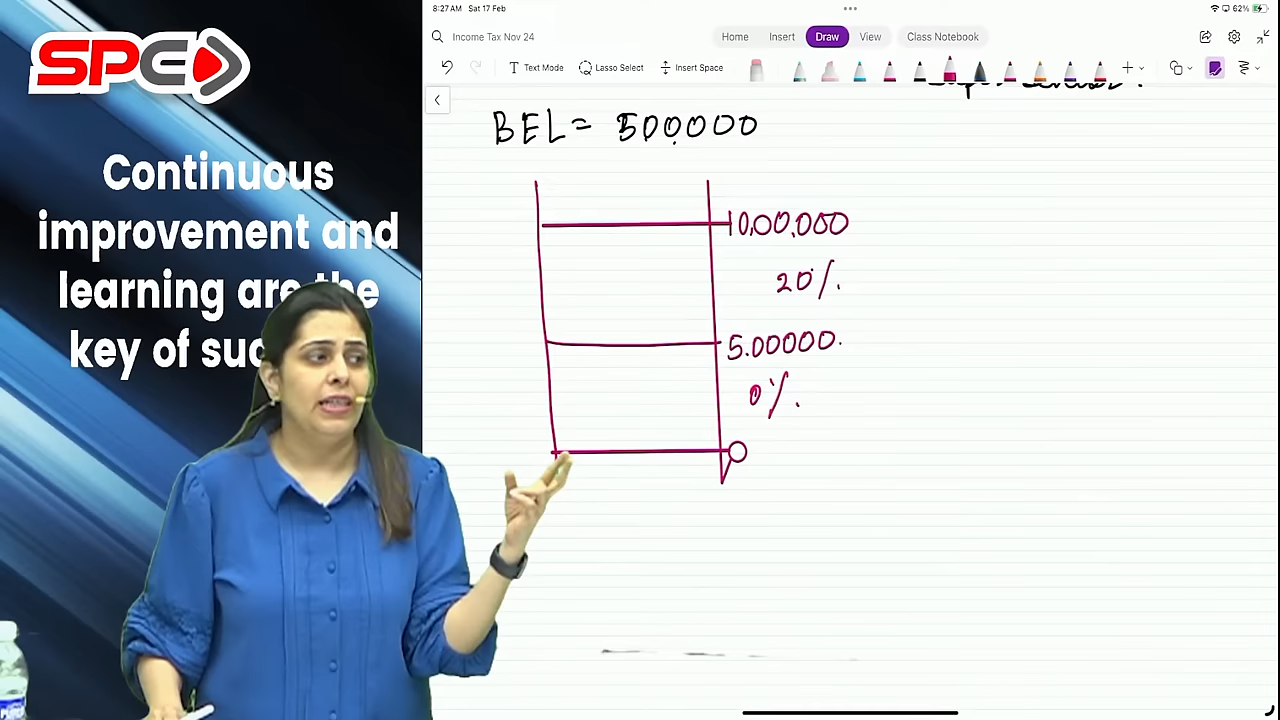 8:27 AM Sat 17 Feb
62%
Income Tax Nov 24
Home Insert Draw View Class Notebook
Text Mode Lasso Select Insert Space
SPE
Continuous
improvement and
learning are the
key of suc
BEL = 500000
10,00,000
20%.
5.00000.
0%.
0